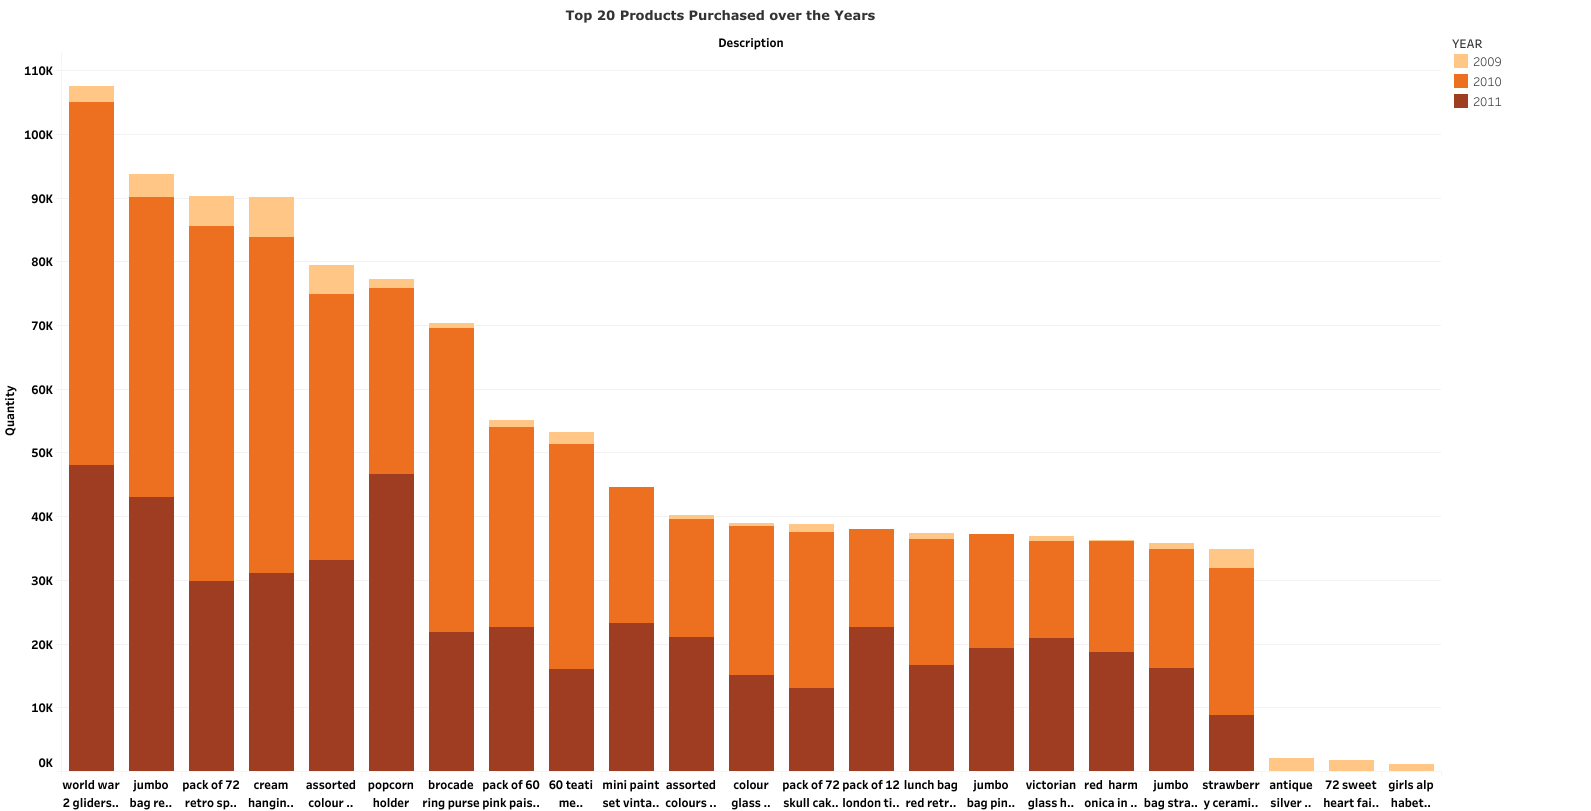 Top 20 Products Purchased over the Years
Description
YEAR
2009
2010
2011
110K
100K
90K
80K
70K
60K
50K
40K
30K
20K
10K
0K
Quantity
world war
2 gliders..
jumbo
bag re..
pack of 72
retro sp..
cream
hangin..
assorted
colour ..
popcorn
holder
brocade
ring purse
pack of 60
pink pais..
60 teati
me..
mini paint
set vinta..
assorted
colours ..
colour
glass ..
pack of 72
skull cak..
pack of 12
london ti..
lunch bag
red retr..
jumbo
bag pin..
victorian
glass h..
red harm
onica in ..
jumbo
bag stra..
strawberr
y cerami..
antique
silver ..
72 sweet
heart fai..
girls alp
habet..